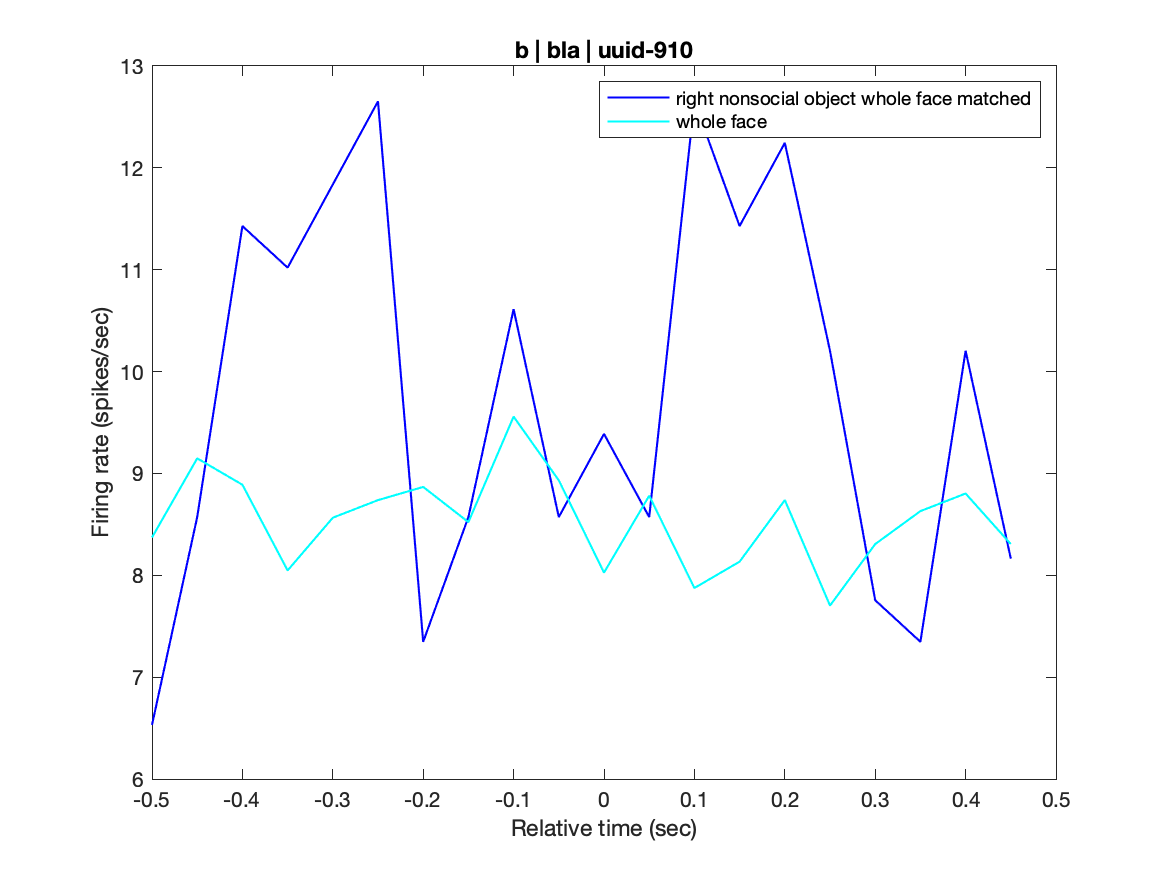 b | bla | uuid-910
right nonsocial object whole face matched
whole face
13
12
11
10
9
8
7
6
Firing rate (spikes/sec)
-0.5 -0.4 -0.3 -0.2 -0.1 0 0.1 0.2 0.3 0.4 0.5
Relative time (sec)